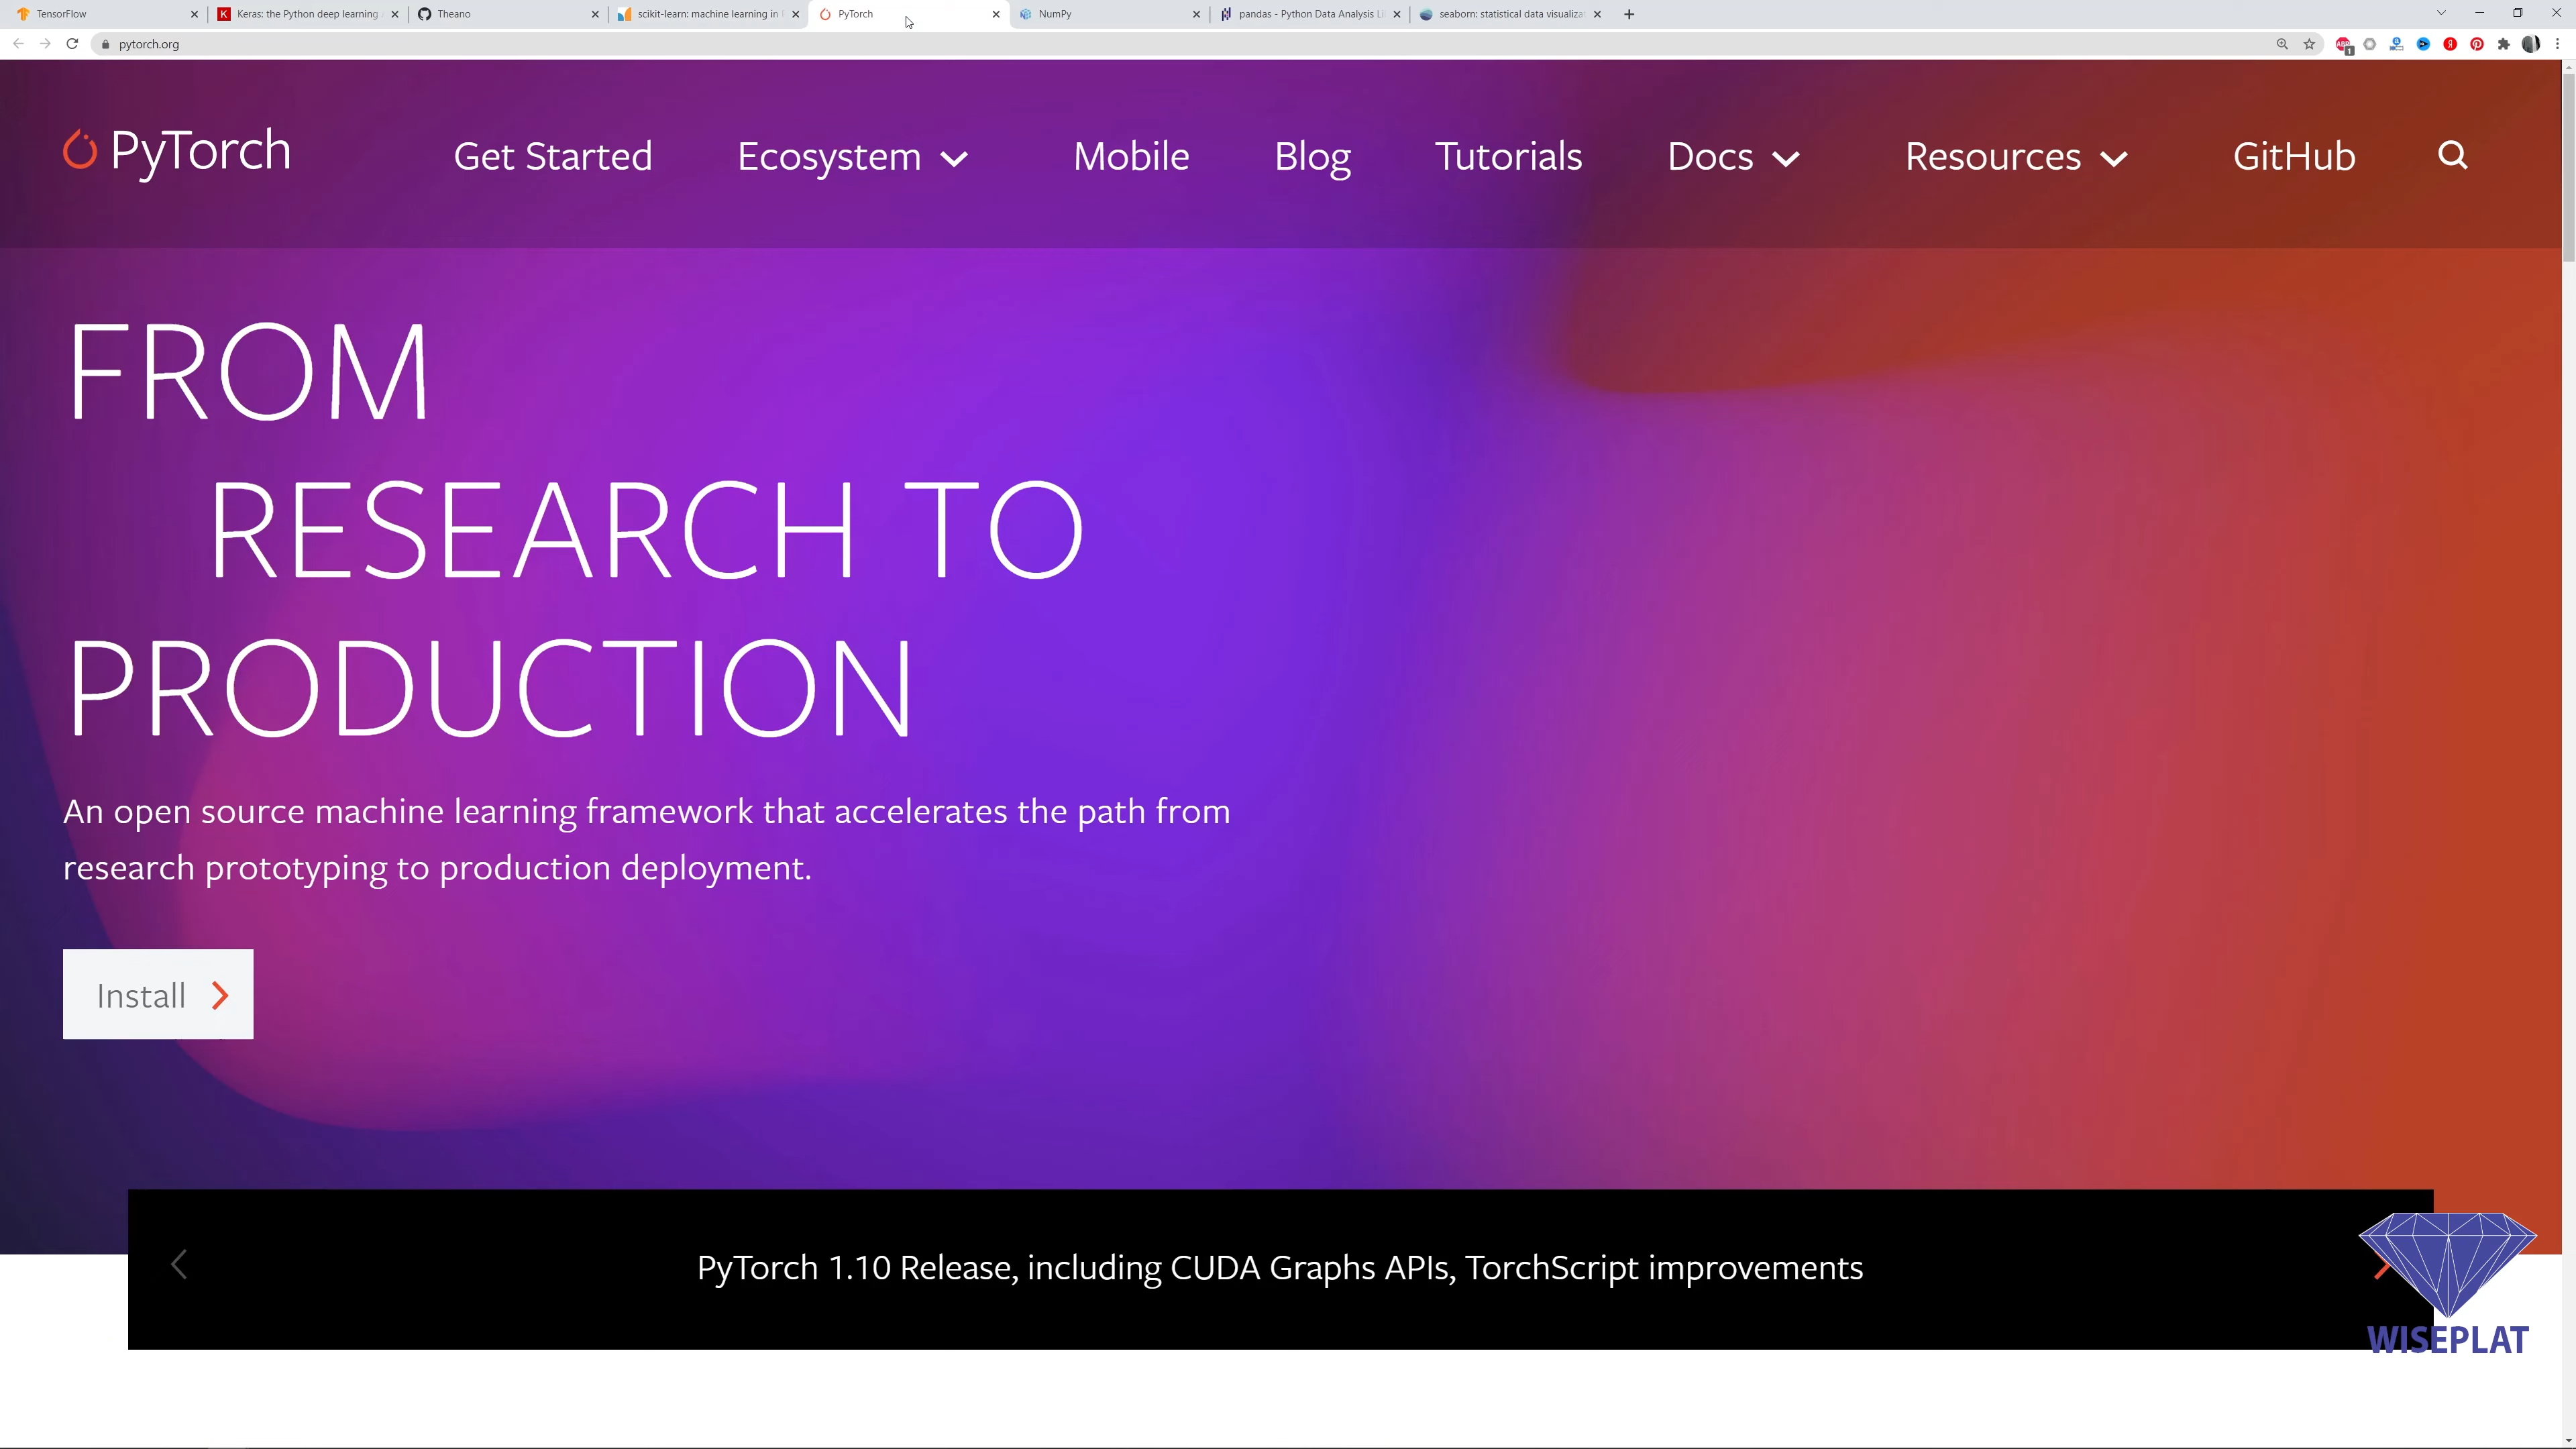 TensorFlow
Keras: the Python deep learning
Theano
scikit-learn: machine learning in
PyTorch
NumPy
pandas - Python Data Analysis Li
seaborn: statistical data visualiza
pytorch.org
PyTorch
Get Started
Ecosystem
Mobile
Blog
Tutorials
Docs
Resources
GitHub
FROM
RESEARCH TO
PRODUCTION
An open source machine learning framework that accelerates the path from
research prototyping to production deployment.
Install
PyTorch 1.10 Release, including CUDA Graphs APIs, TorchScript improvements
WISEPLAT